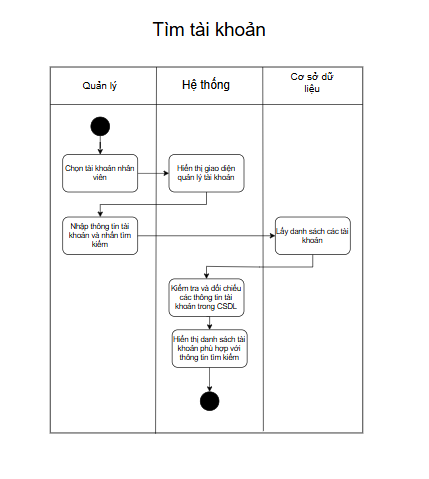 Tìm tài khoản
Quản lý
Hệ thống
Cơ sở dữ
liệu
Chọn tài khoản nhân
viên
Hiển thị giao diện
quản lý tài khoản
Nhập thông tin tài
khoản và nhấn tìm
kiếm
Lấy danh sách các tài
khoản
Kiểm tra và đối chiếu
các thông tin tài
khoản trong CSDL
Hiển thị danh sách tài
khoản phù hợp với
thông tin tìm kiếm